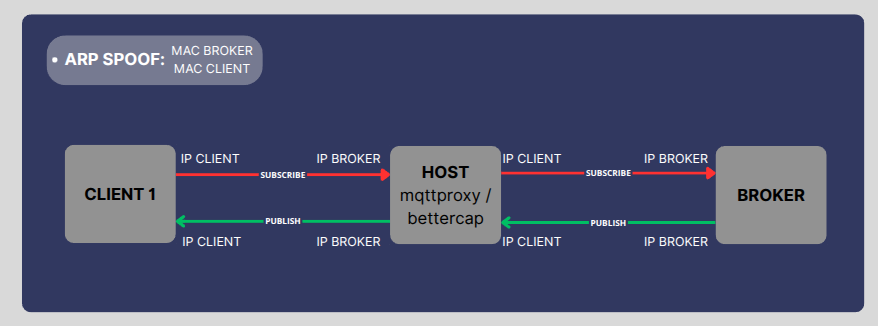 • ARP SPOOF: MAC BROKER
MAC CLIENT
IP CLIENT IP BROKER
SUBSCRIBE
IP CLIENT IP BROKER
SUBSCRIBE
CLIENT 1
HOST
mqttproxy /
bettercap
BROKER
PUBLISH
IP CLIENT IP BROKER
PUBLISH
IP CLIENT IP BROKER